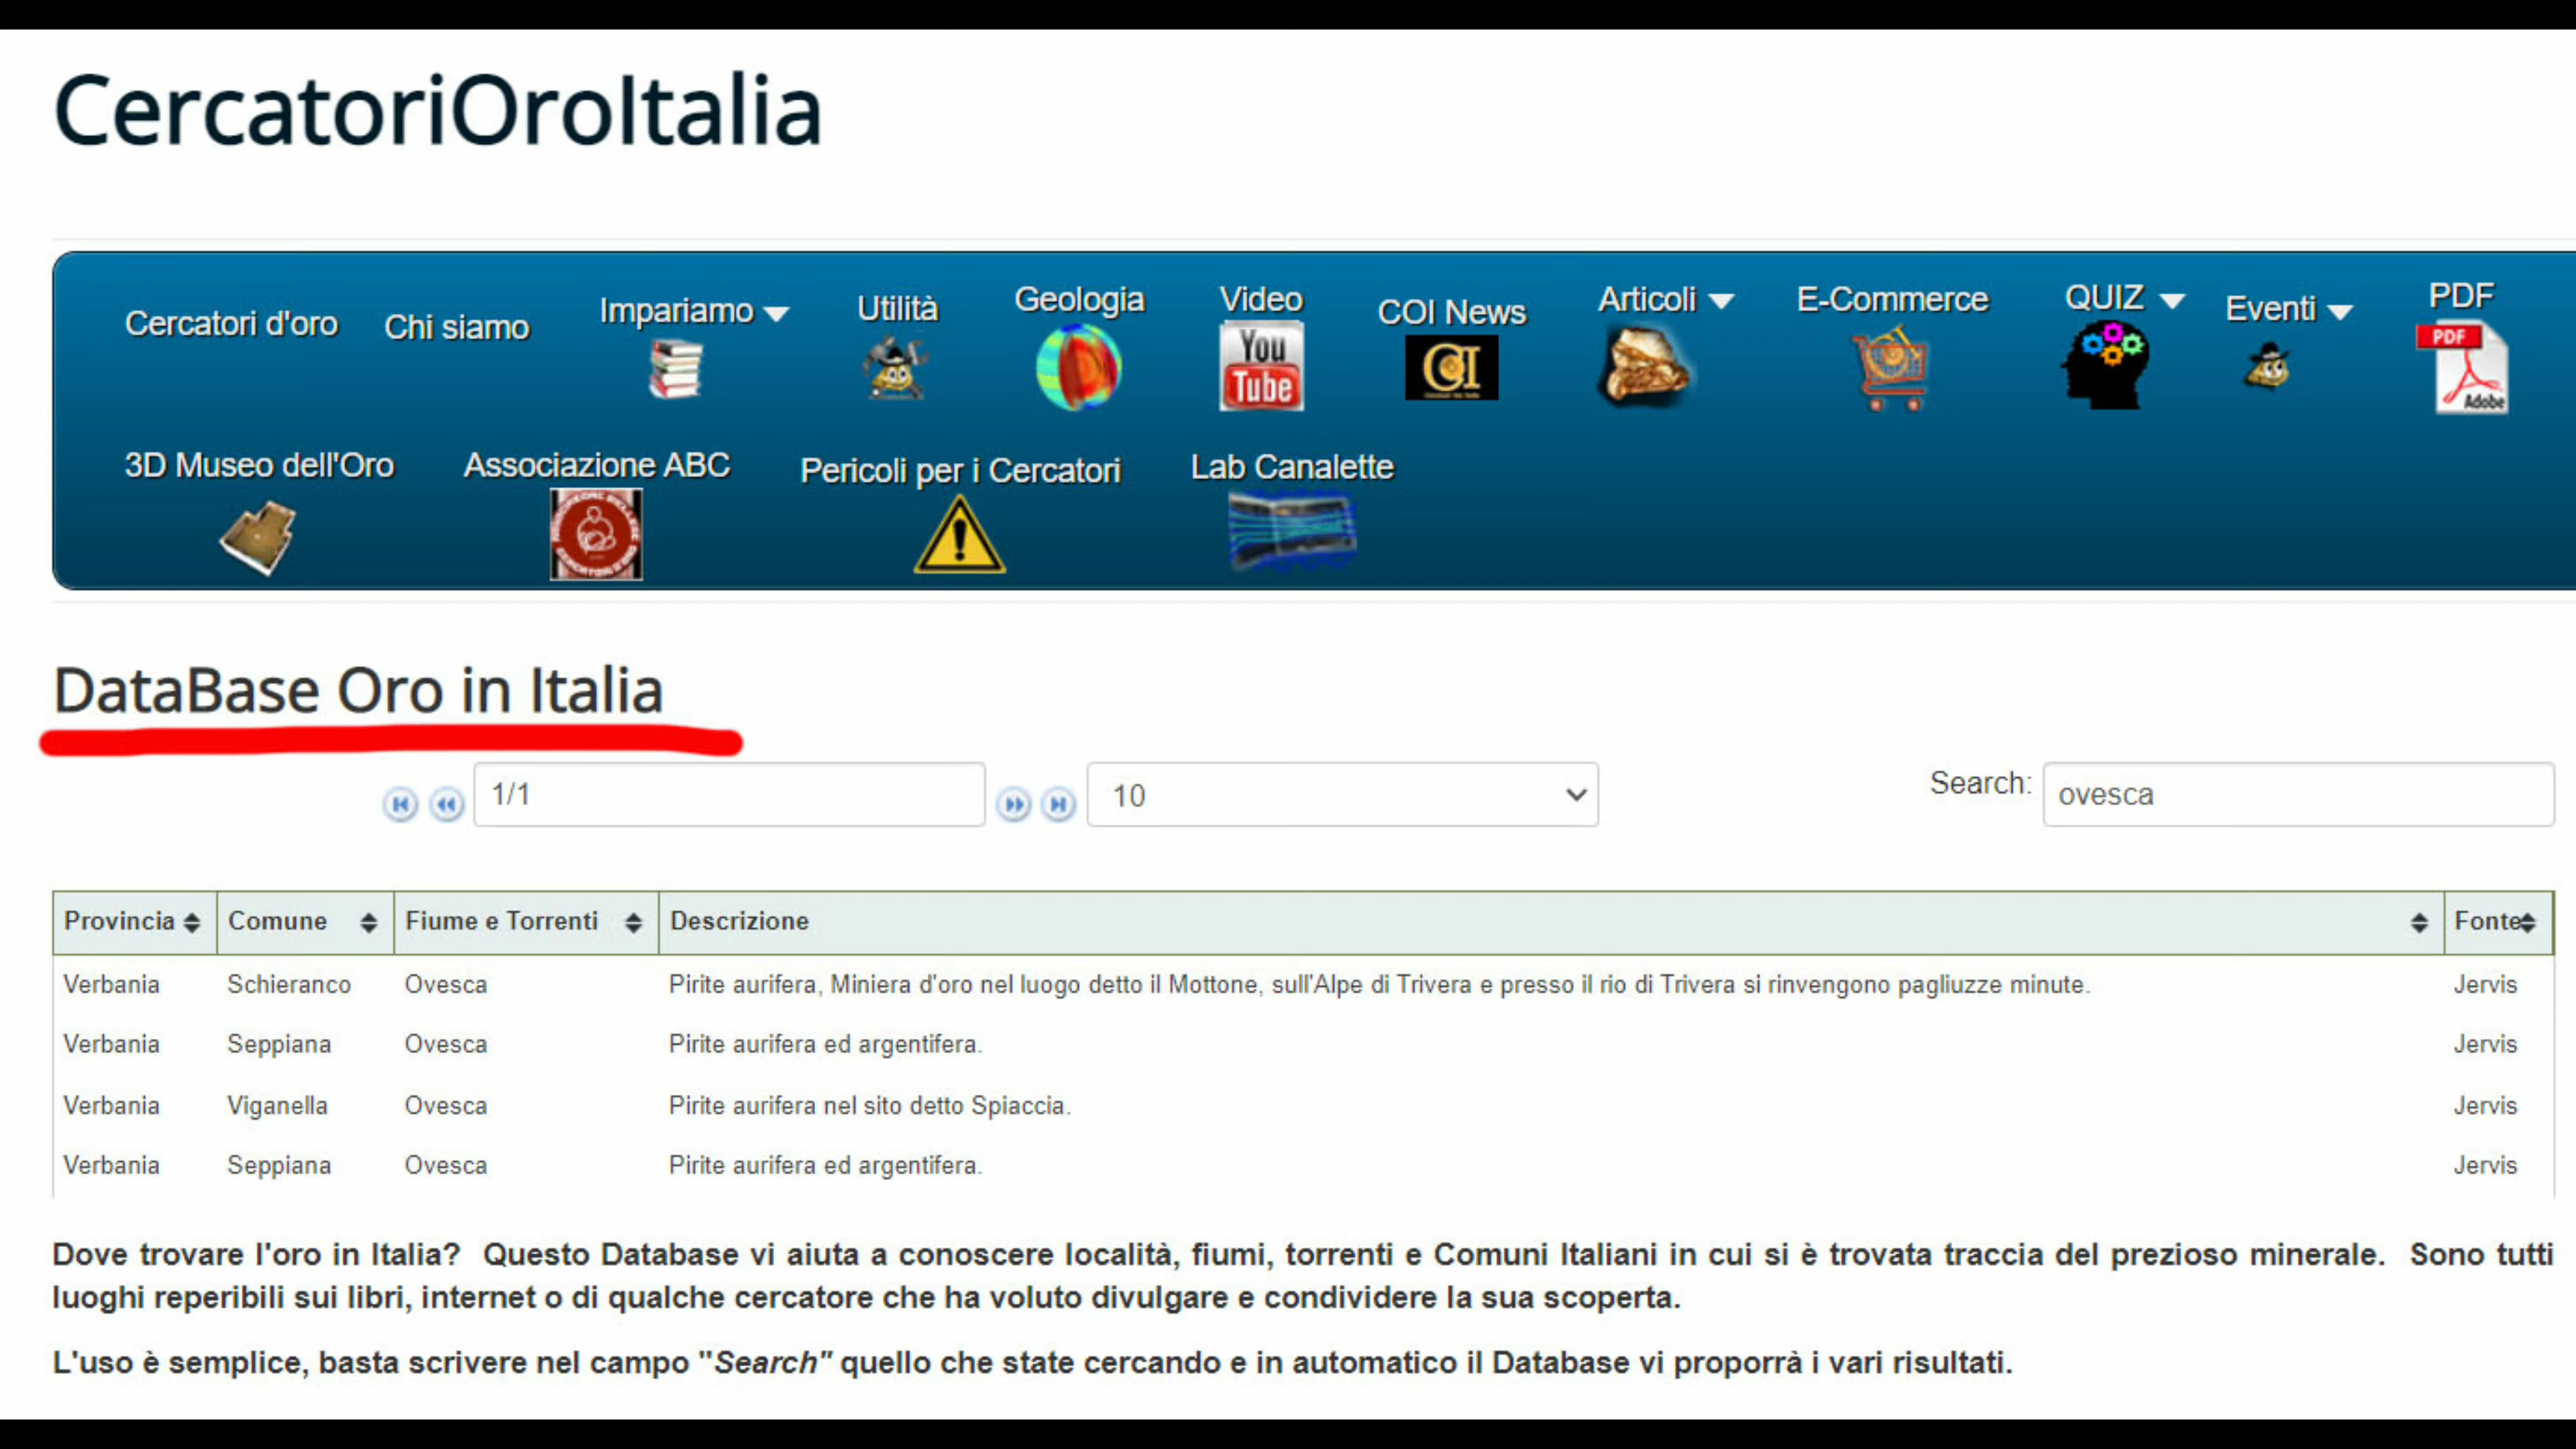 CercatoriOroItalia
Cercatori d'oro Chi siamo Impariamo Utilità Geologia Video COI News Articoli E-Commerce QUIZ Eventi PDF
You
Tube
PDF
Adobe
3D Museo dell'Oro Associazione ABC Pericoli per i Cercatori Lab Canalette
DataBase Oro in Italia
1/1 10 Search: ovesca
Provincia Comune Fiume e Torrenti Descrizione Fonte
Verbania Schieranco Ovesca Pirite aurifera, Miniera d'oro nel luogo detto il Mottone, sull'Alpe di Trivera e presso il rio di Trivera si rinvengono pagliuzze minute. Jervis
Verbania Seppiana Ovesca Pirite aurifera ed argentifera. Jervis
Verbania Viganella Ovesca Pirite aurifera nel sito detto Spiaccia. Jervis
Verbania Seppiana Ovesca Pirite aurifera ed argentifera. Jervis
Dove trovare l'oro in Italia? Questo Database vi aiuta a conoscere località, fiumi, torrenti e Comuni Italiani in cui si è trovata traccia del prezioso minerale. Sono tutti
luoghi reperibili sui libri, internet o di qualche cercatore che ha voluto divulgare e condividere la sua scoperta.
L'uso è semplice, basta scrivere nel campo "Search" quello che state cercando e in automatico il Database vi proporrà i vari risultati.